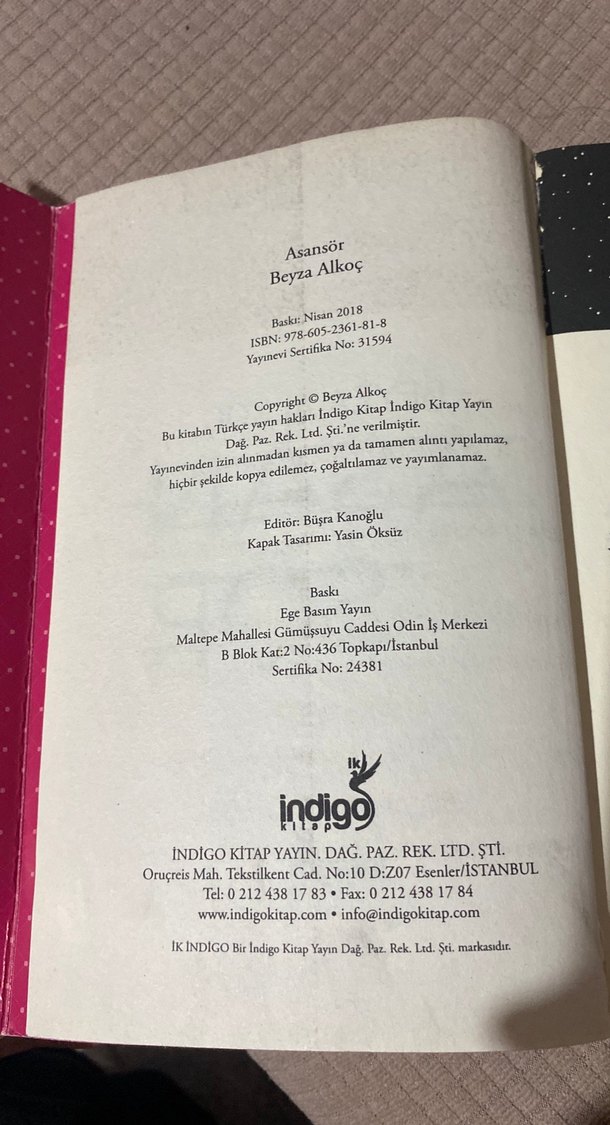 Asansör
Beyza Alkoç
Baskı: Nisan 2018
ISBN: 978-605-2361-81-8
Yayınevi Sertifika No: 31594
Copyright © Beyza Alkoç
Bu kitabın Türkçe yayın hakları İndigo Kitap İndigo Kitap Yayın
Dağ. Paz. Rek. Ltd. Şti.'ne verilmiştir.
Yayınevinden izin alınmadan kısmen ya da tamamen alıntı yapılamaz,
hiçbir şekilde kopya edilemez, çoğaltılamaz ve yayımlanamaz.
Editör: Büşra Kanoğlu
Kapak Tasarımı: Yasin Öksüz
Baskı
Ege Basım Yayın
Maltepe Mahallesi Gümüşsuyu Caddesi Odin İş Merkezi
B Blok Kat:2 No:436 Topkapı/İstanbul
Sertifika No: 24381
ik
indigo
kitap
İNDİGO KİTAP YAYIN. DAĞ. PAZ. REK. LTD. ŞTİ.
Oruçreis Mah. Tekstilkent Cad. No:10 D:Z07 Esenler/İSTANBUL
Tel: 0 212 438 17 83 • Fax: 0 212 438 17 84
www.indigokitap.com • info@indigokitap.com
İK İNDİGO Bir İndigo Kitap Yayın Dağ. Paz. Rek. Ltd. Şti. markasıdır.